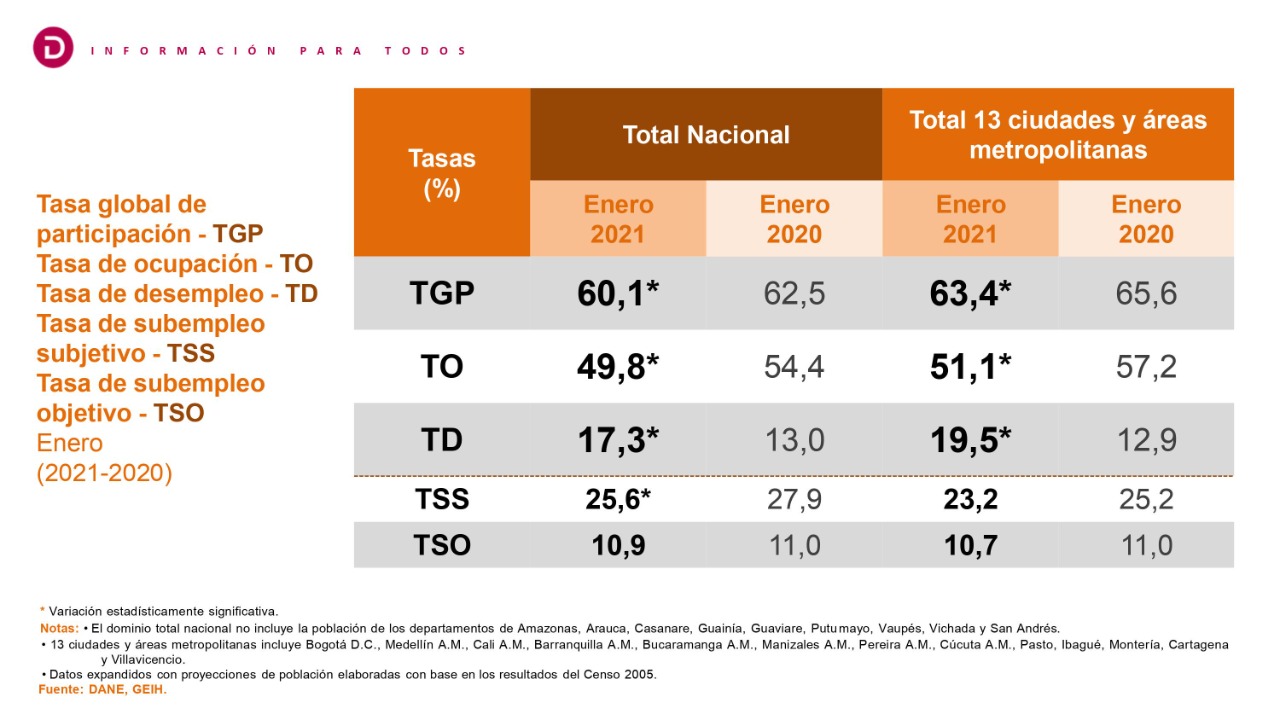 D INFORMACIÓN PARA TODOS
Tasa global de
participación - TGP
Tasa de ocupación - TO
Tasa de desempleo - TD
Tasa de subempleo
subjetivo - TSS
Tasa de subempleo
objetivo - TSO
Enero
(2021-2020)
Tasas
(%)
Total Nacional
Total 13 ciudades y áreas
metropolitanas
Enero
2021
Enero
2020
Enero
2021
Enero
2020
TGP 60,1* 62,5 63,4* 65,6
TO 49,8* 54,4 51,1* 57,2
TD 17,3* 13,0 19,5* 12,9
TSS 25,6* 27,9 23,2 25,2
TSO 10,9 11,0 10,7 11,0
* Variación estadísticamente significativa.
Notas: • El dominio total nacional no incluye la población de los departamentos de Amazonas, Arauca, Casanare, Guainía, Guaviare, Putumayo, Vaupés, Vichada y San Andrés.
• 13 ciudades y áreas metropolitanas incluye Bogotá D.C., Medellín A.M., Cali A.M., Barranquilla A.M., Bucaramanga A.M., Manizales A.M., Pereira A.M., Cúcuta A.M., Pasto, Ibagué, Montería, Cartagena
y Villavicencio.
• Datos expandidos con proyecciones de población elaboradas con base en los resultados del Censo 2005.
Fuente: DANE, GEIH.